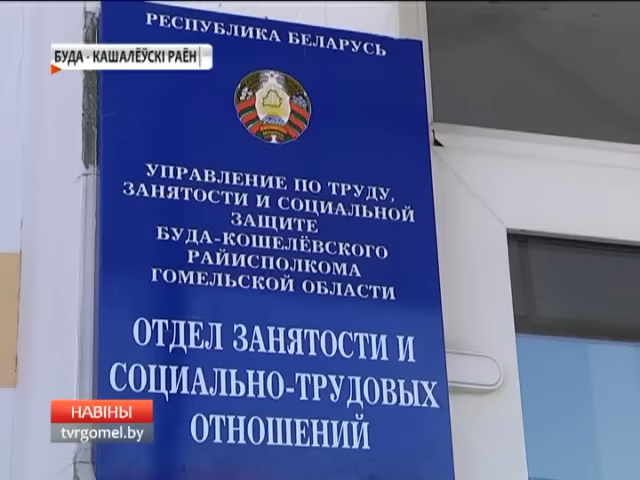 РЕСПУБЛИКА БЕЛАРУСЬ
БУДА - КАШАЛЁЎСКІ РАЁН
УПРАВЛЕНИЕ ПО ТРУДУ,
ЗАНЯТОСТИ И СОЦИАЛЬНОЙ
ЗАЩИТЕ
БУДА-КОШЕЛЁВСКОГО
РАЙИСПОЛКОМА
ГОМЕЛЬСКОЙ ОБЛАСТИ
ОТДЕЛ ЗАНЯТОСТИ И
СОЦИАЛЬНО-ТРУДОВЫХ
ОТНОШЕНИЙ
НАВІНЫ
tvrgomel.by